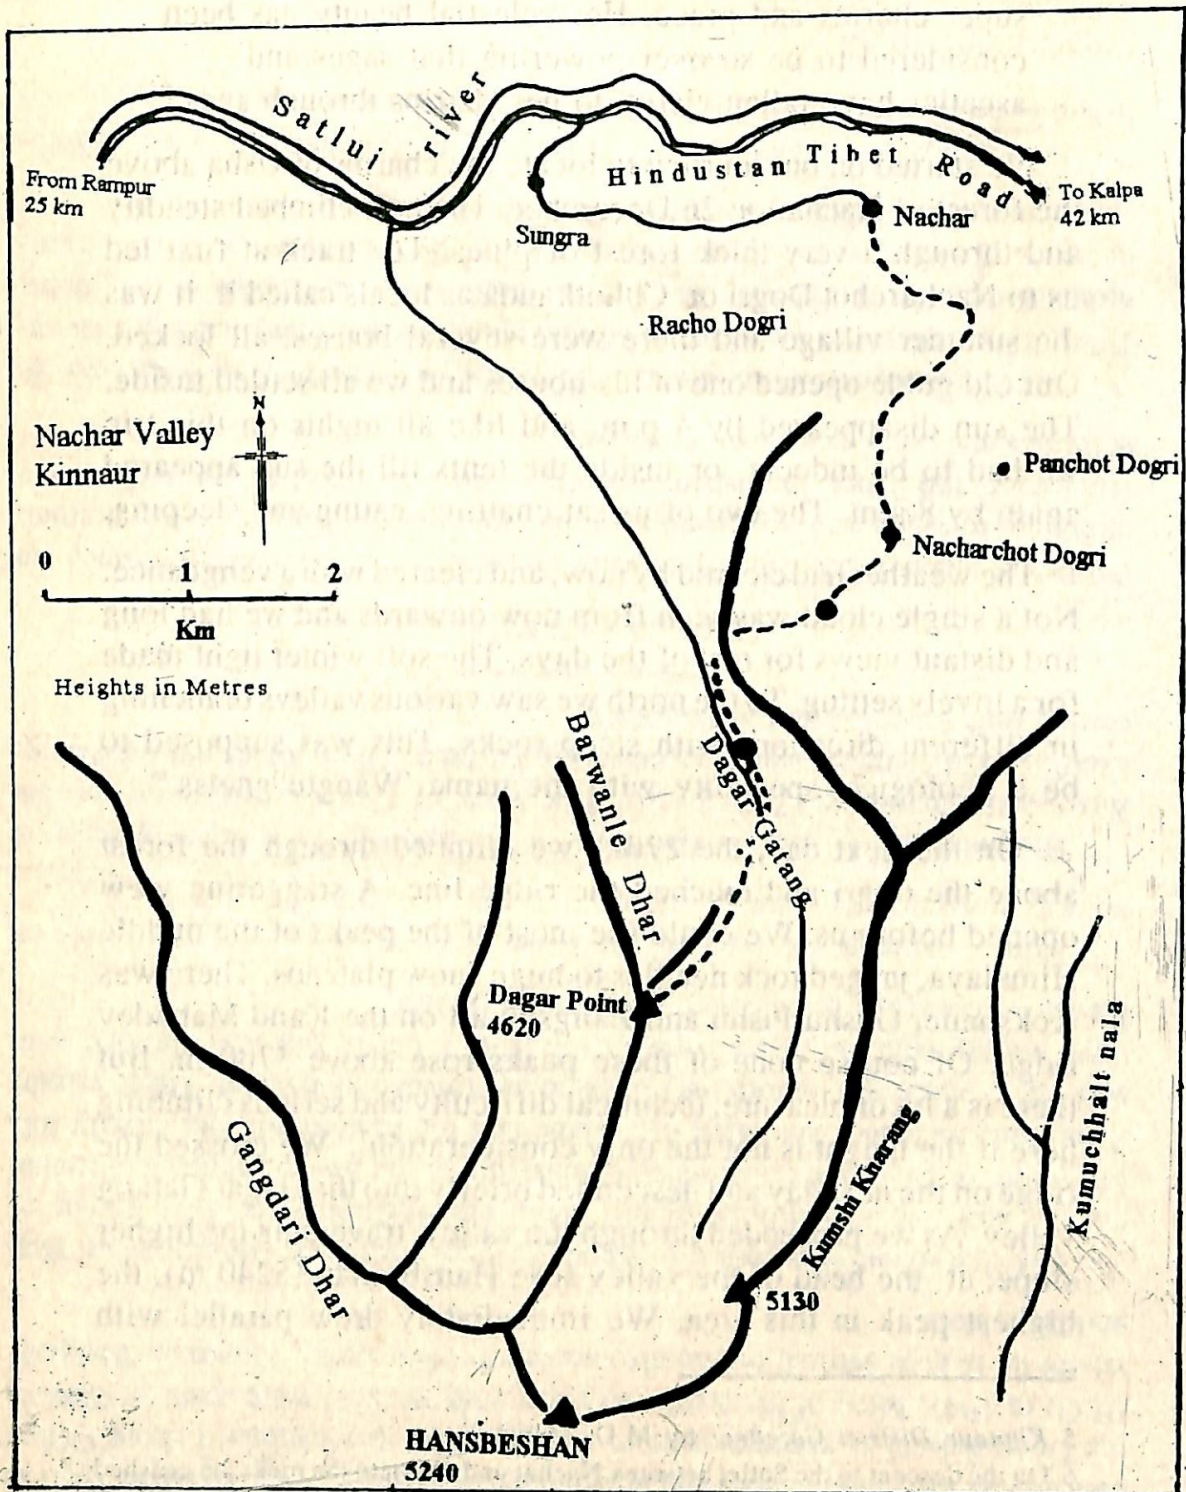 Satlui river
From Rampur
25 km
Hindustan Tibet Road
To Kalpa
42 km
Sungra
Nachar
Racho Dogri
Nachar Valley
Kinnaur
N
Panchot Dogri
Nacharchot Dogri
0 1 2
Km
Heights in Metres
Barwanle Dhar
Dagar Gatang
Dagar Point
4620
Gangdari Dhar
Kumshi Kharang
Kumuchhalt nala
5130
HANSBESHAN
5240